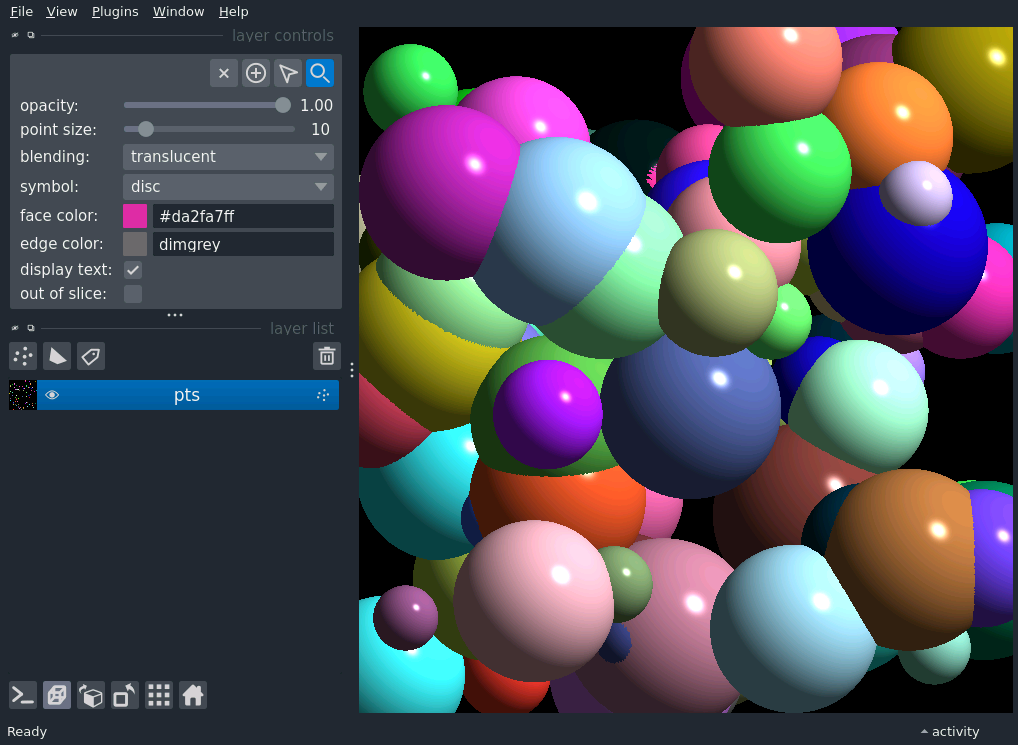 File View Plugins Window Help
layer controls
opacity: 1.00
point size: 10
blending: translucent
symbol: disc
face color: #da2fa7ff
edge color: dimgrey
display text:
out of slice:
layer list
pts
Ready
activity